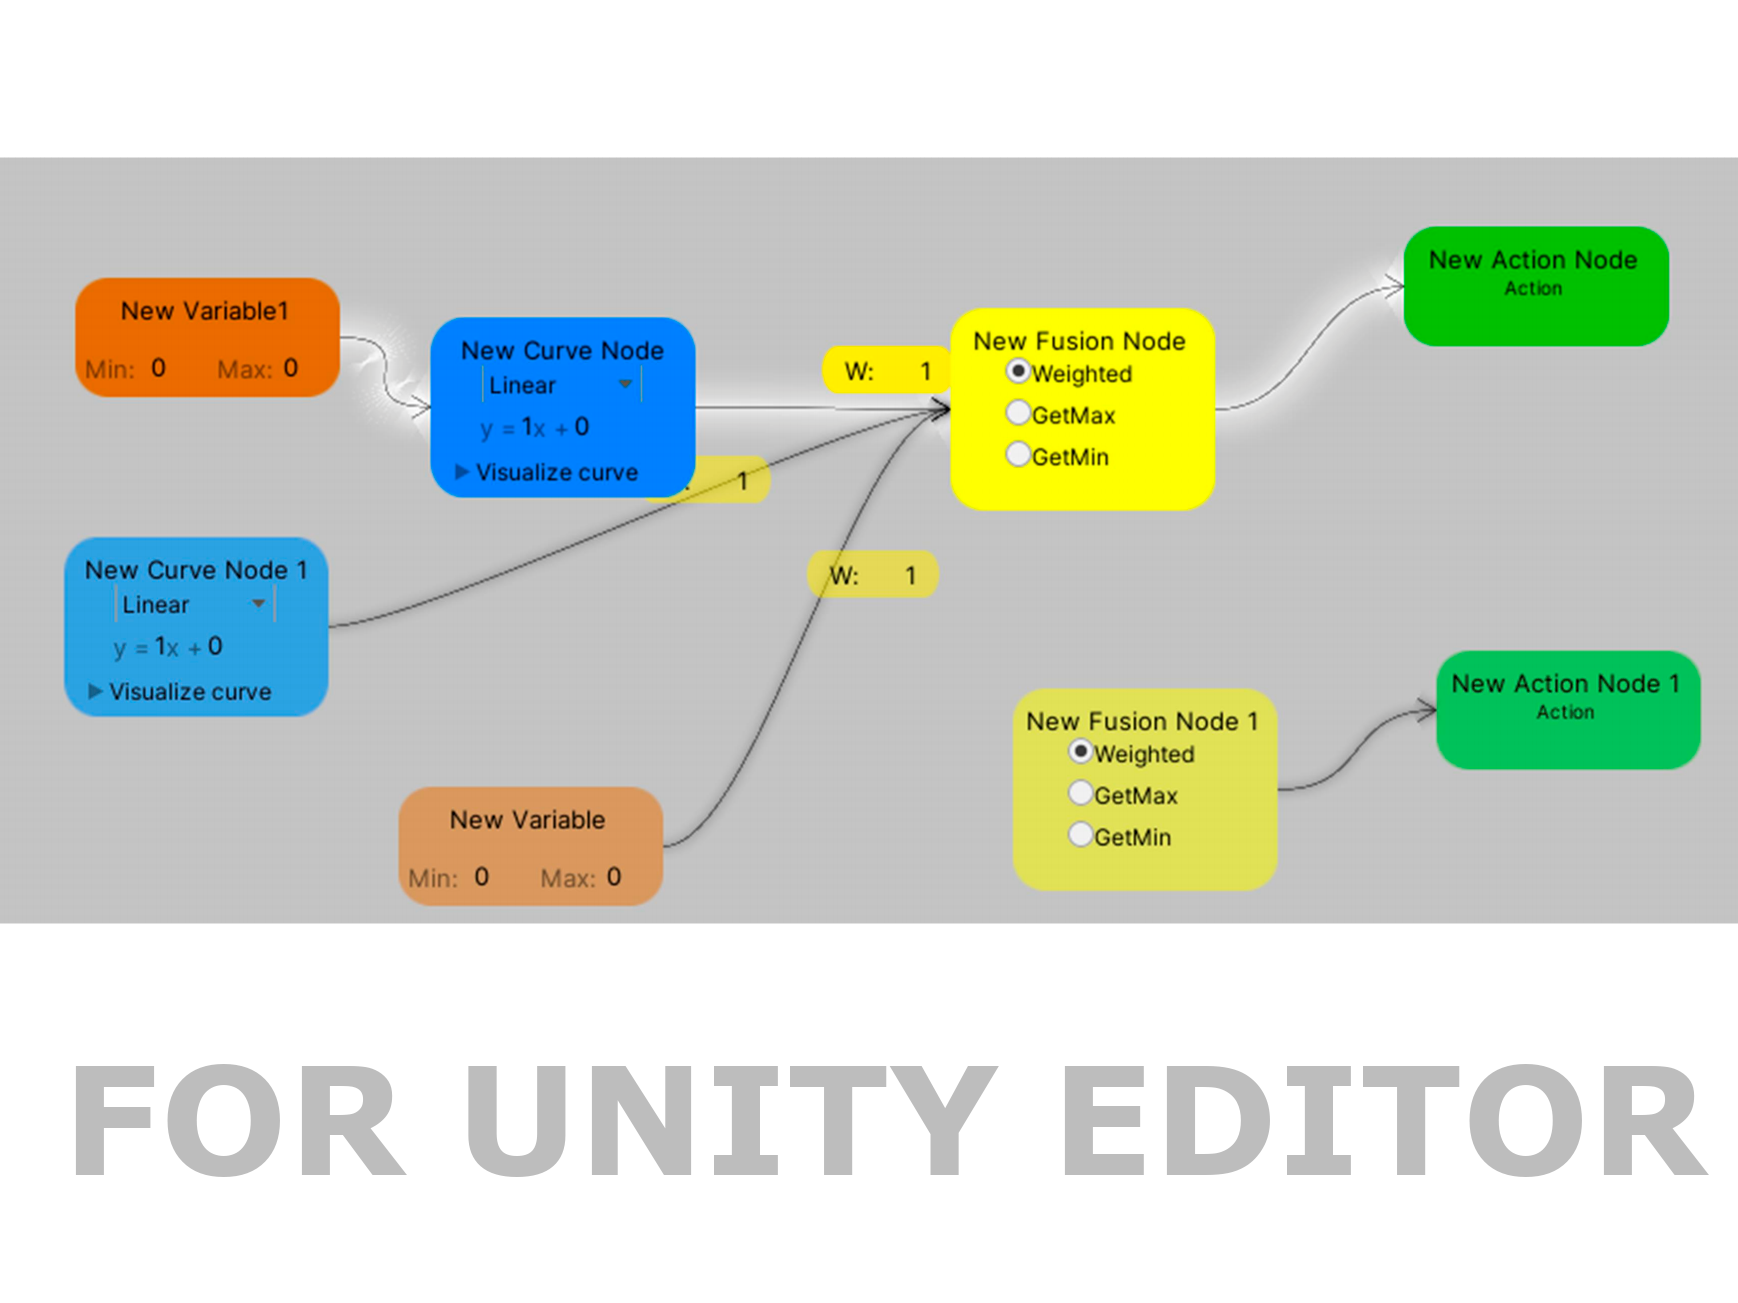 New Variable1
Min: 0 Max: 0
New Curve Node
Linear
y = 1x + 0
Visualize curve
W: 1
New Fusion Node
Weighted
GetMax
GetMin
New Action Node
Action
: 1
New Curve Node 1
Linear
y = 1x + 0
Visualize curve
W: 1
New Variable
Min: 0 Max: 0
New Fusion Node 1
Weighted
GetMax
GetMin
New Action Node 1
Action
FOR UNITY EDITOR